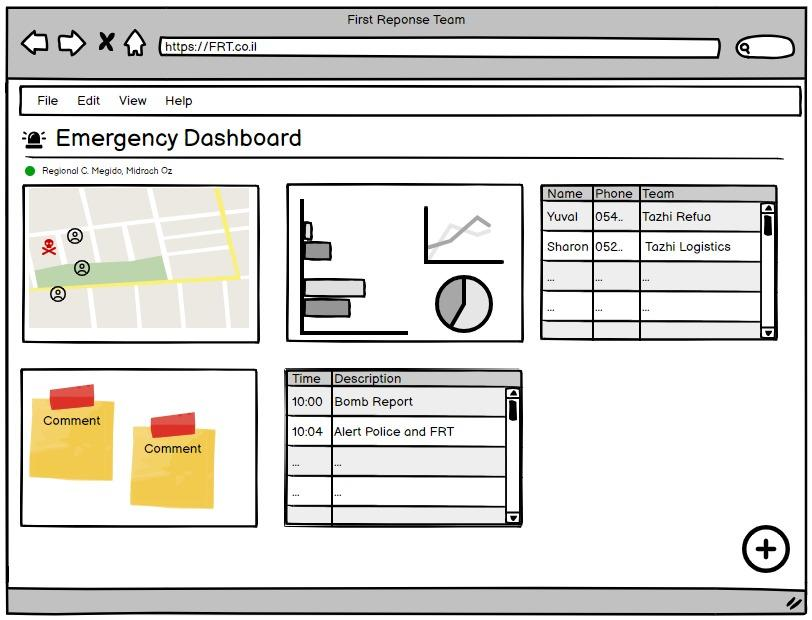 First Reponse Team
https://FRT.co.il
File Edit View Help
Emergency Dashboard
Regional C. Megido, Midrach Oz
Name Phone Team
Yuval 054.. Tazhi Refua
Sharon 052.. Tazhi Logistics
... ... ...
... ... ...
Comment
Comment
Time Description
10:00 Bomb Report
10:04 Alert Police and FRT
... ...
... ...